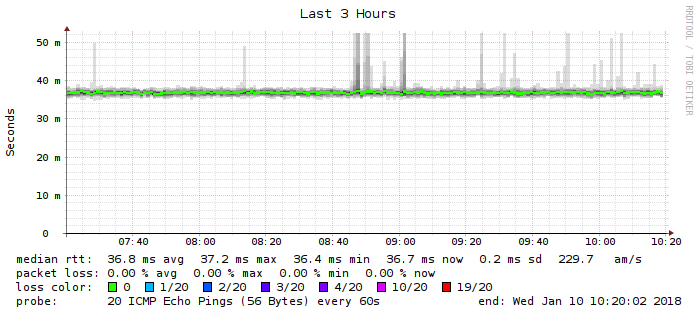 Last 3 Hours
RRDTOOL / TOBI OETIKER
Seconds
50 m
40 m
30 m
20 m
10 m
0
07:40 08:00 08:20 08:40 09:00 09:20 09:40 10:00 10:20
median rtt: 36.8 ms avg 37.2 ms max 36.4 ms min 36.7 ms now 0.2 ms sd 229.7 am/s
packet loss: 0.00 % avg 0.00 % max 0.00 % min 0.00 % now
loss color: 0 1/20 2/20 3/20 4/20 10/20 19/20
probe: 20 ICMP Echo Pings (56 Bytes) every 60s end: Wed Jan 10 10:20:02 2018